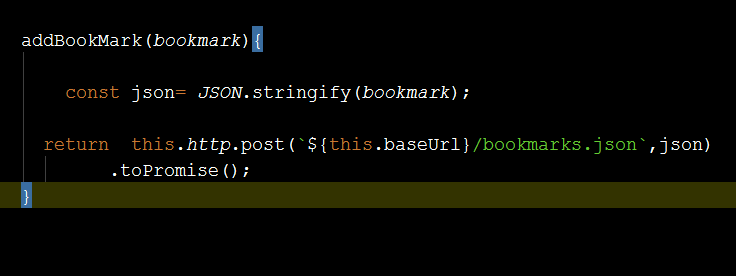 addBookMark(bookmark){
const json= JSON.stringify(bookmark);
return  this.http.post(`${this.baseUrl}/bookmarks.json`,json)
.toPromise();
}